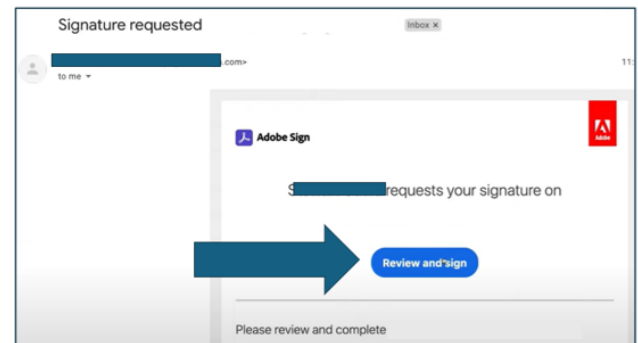 Signature requested
Inbox x
.com>
11:
to me
Adobe Sign
Adobe
S requests your signature on
Review and sign
Please review and complete